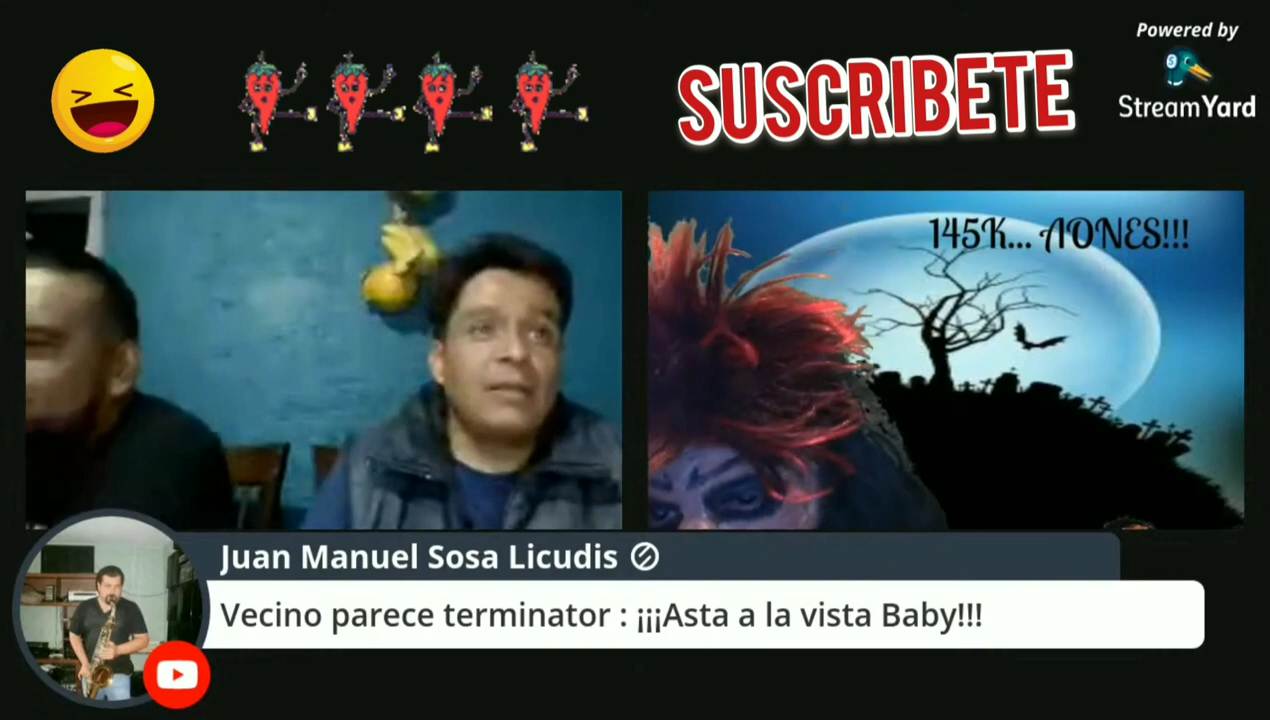 Powered by
SUSCRIBETE
StreamYard
145K... AONES!!!
Juan Manuel Sosa Licudis
Vecino parece terminator : ¡¡¡Asta a la vista Baby!!!